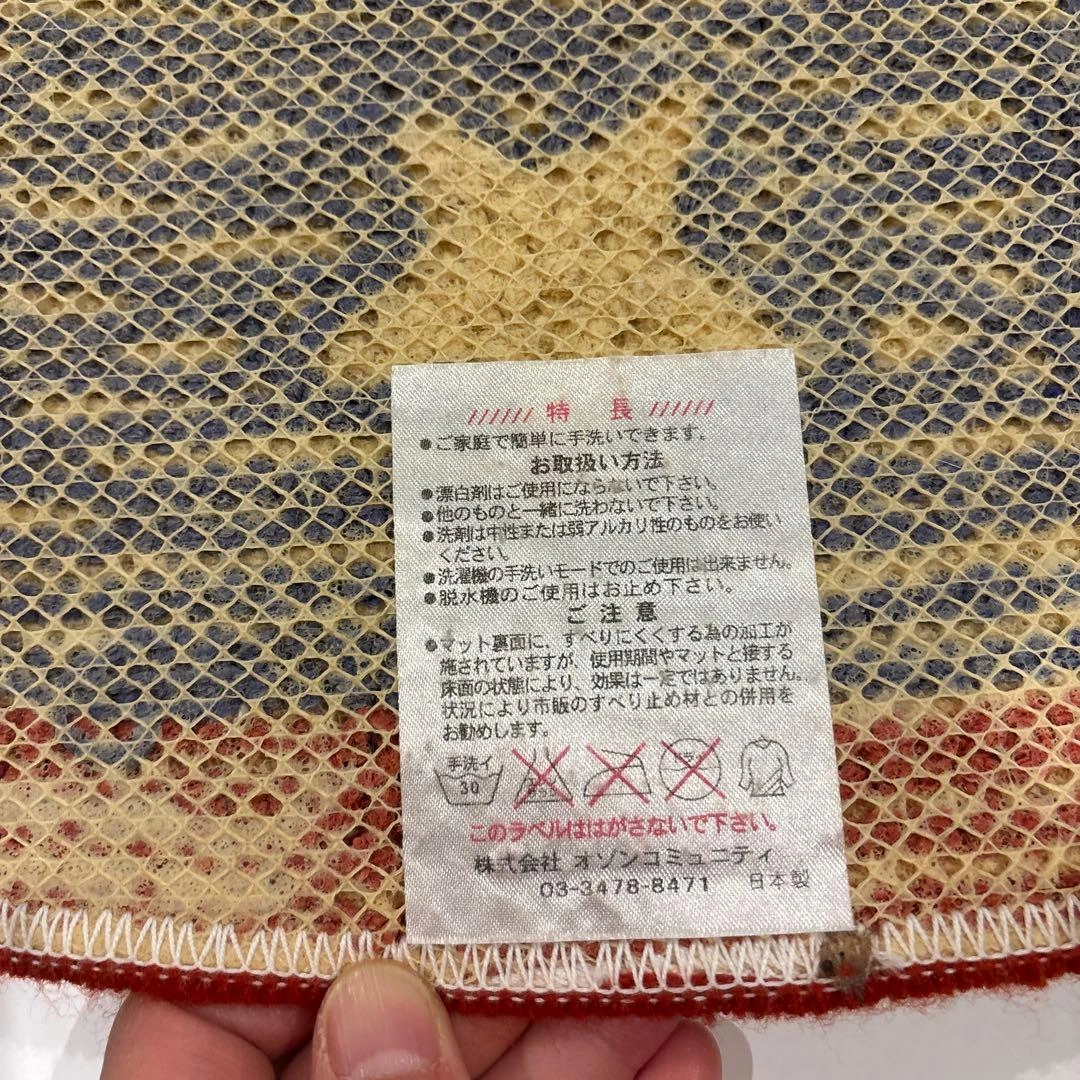 ////// 特　長 //////
●ご家庭で簡単に手洗いできます。
お取扱い方法
●漂白剤はご使用にならないで下さい。
●他のものと一緒に洗わないで下さい。
●洗剤は中性または弱アルカリ性のものをお使い
ください。
●洗濯機の手洗いモードでのご使用は出来ません。
●脱水機のご使用はお止め下さい。
ご注意
●マット裏面に、すべりにくくする為の加工が
施されていますが、使用期間やマットと接する
床面の状態により、効果は一定ではありません。
状況により市販のすべり止め材との併用を
お勧めします。
手洗イ
30
このラベルははがさないで下さい。
株式会社 オゾンコミュニティ
03-3478-8471　日本製